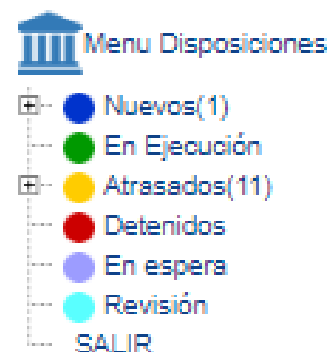 Menu Disposiciones
Nuevos(1)
En Ejecución
Atrasados(11)
Detenidos
En espera
Revisión
SALIR